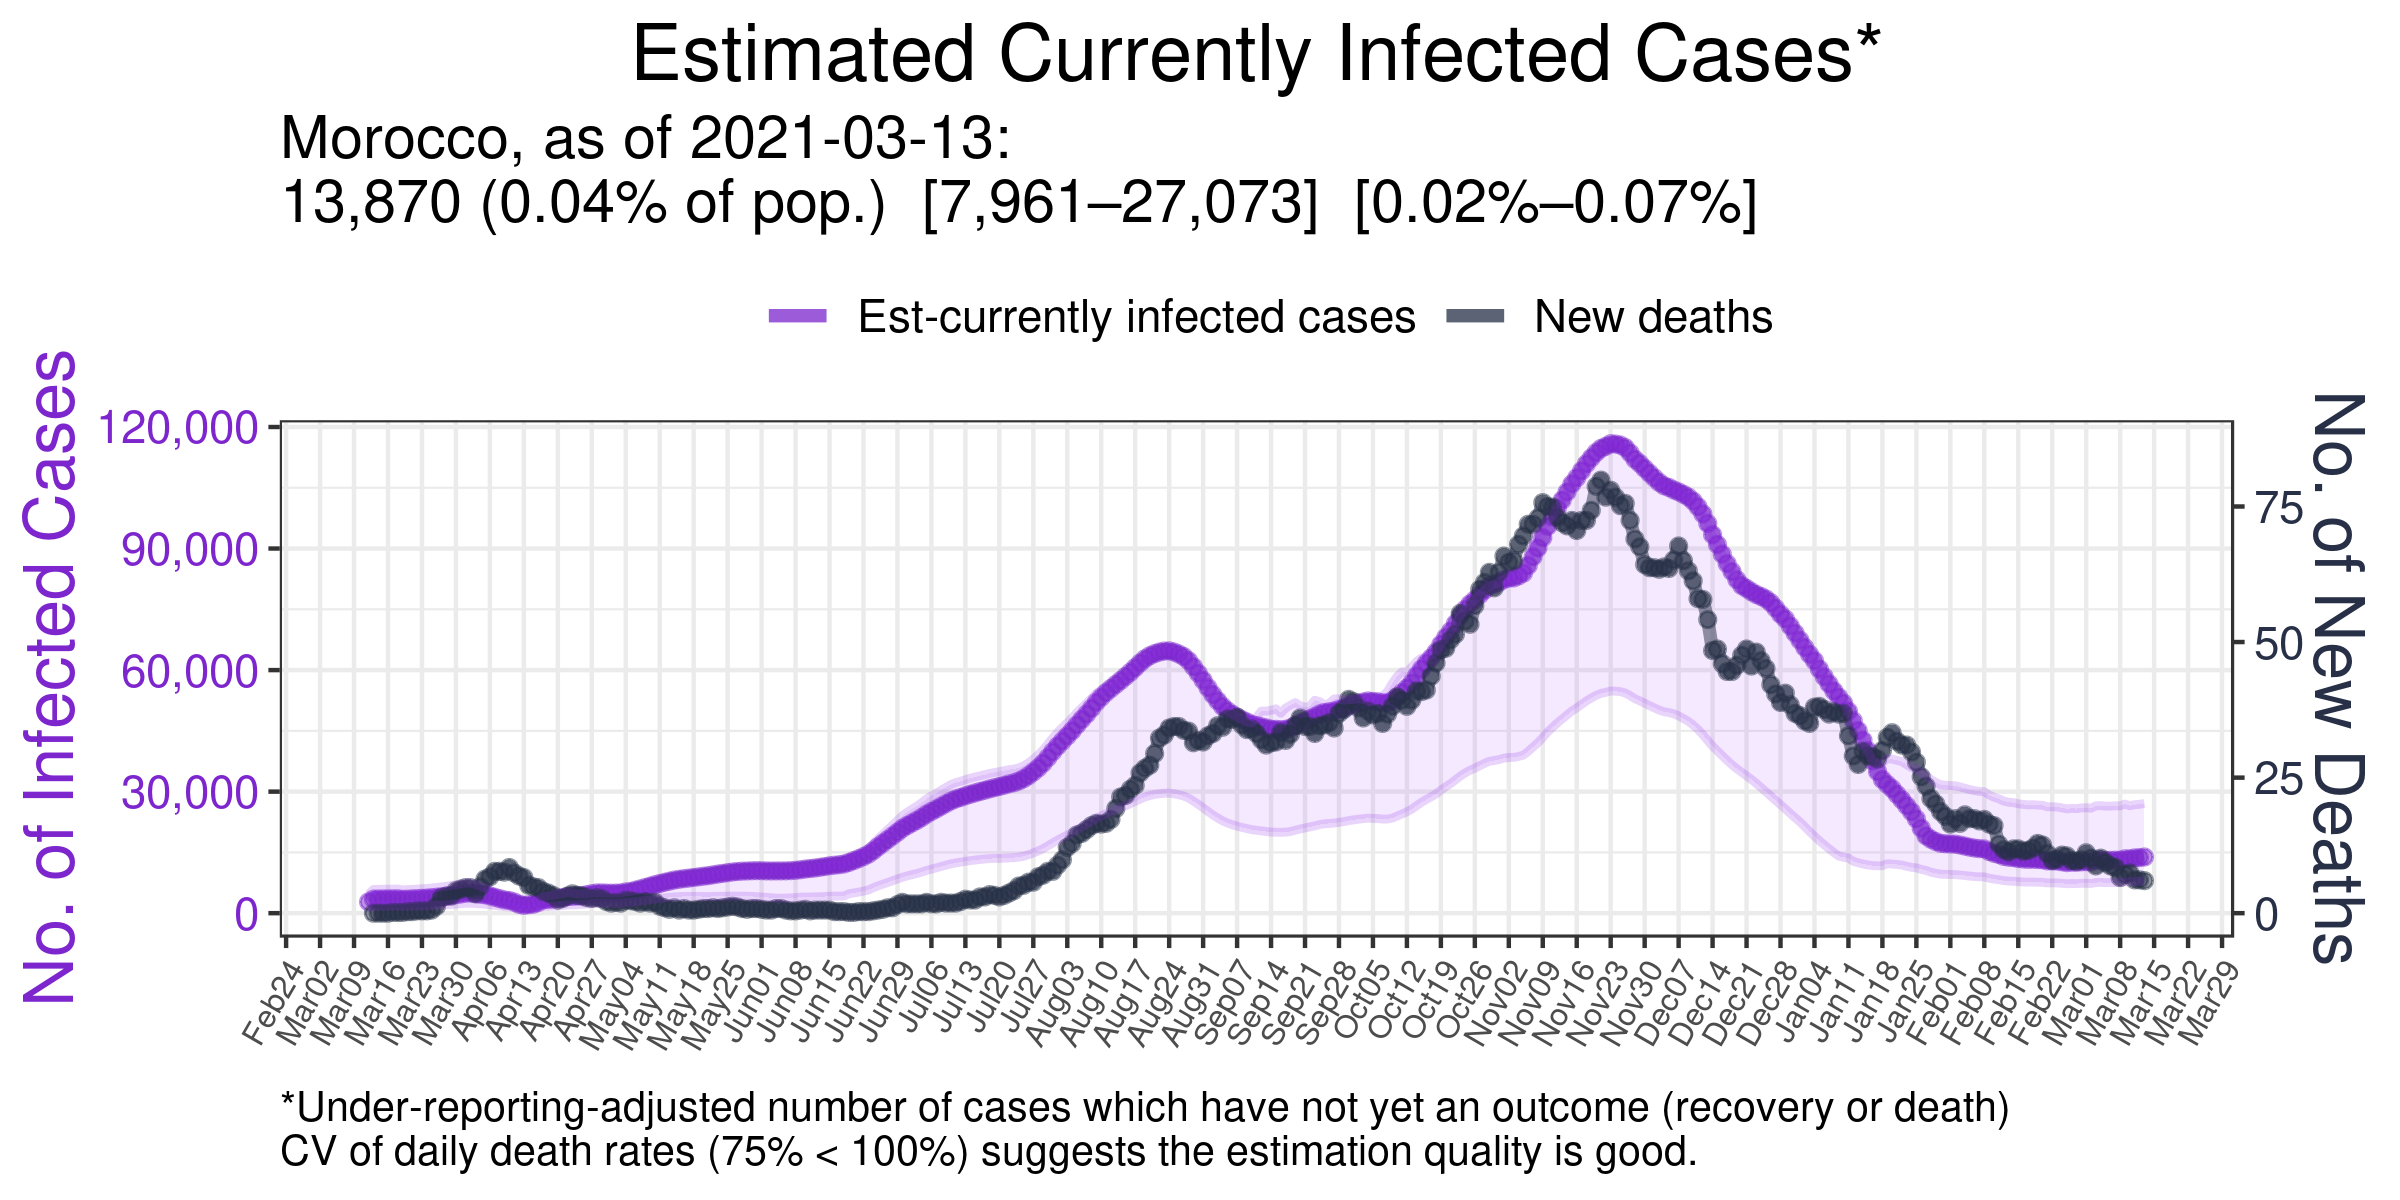 Estimated Currently Infected Cases*
Morocco, as of 2021-03-13:
13,870 (0.04% of pop.)  [7,961–27,073]  [0.02%–0.07%]
Est-currently infected cases
New deaths
No. of Infected Cases
120,000
90,000
60,000
30,000
0
No. of New Deaths
75
50
25
0
Feb24
Mar02
Mar09
Mar16
Mar23
Mar30
Apr06
Apr13
Apr20
Apr27
May04
May11
May18
May25
Jun01
Jun08
Jun15
Jun22
Jun29
Jul06
Jul13
Jul20
Jul27
Aug03
Aug10
Aug17
Aug24
Aug31
Sep07
Sep14
Sep21
Sep28
Oct05
Oct12
Oct19
Oct26
Nov02
Nov09
Nov16
Nov23
Nov30
Dec07
Dec14
Dec21
Dec28
Jan04
Jan11
Jan18
Jan25
Feb01
Feb08
Feb15
Feb22
Mar01
Mar08
Mar15
Mar22
Mar29
*Under-reporting-adjusted number of cases which have not yet an outcome (recovery or death)
CV of daily death rates (75% < 100%) suggests the estimation quality is good.